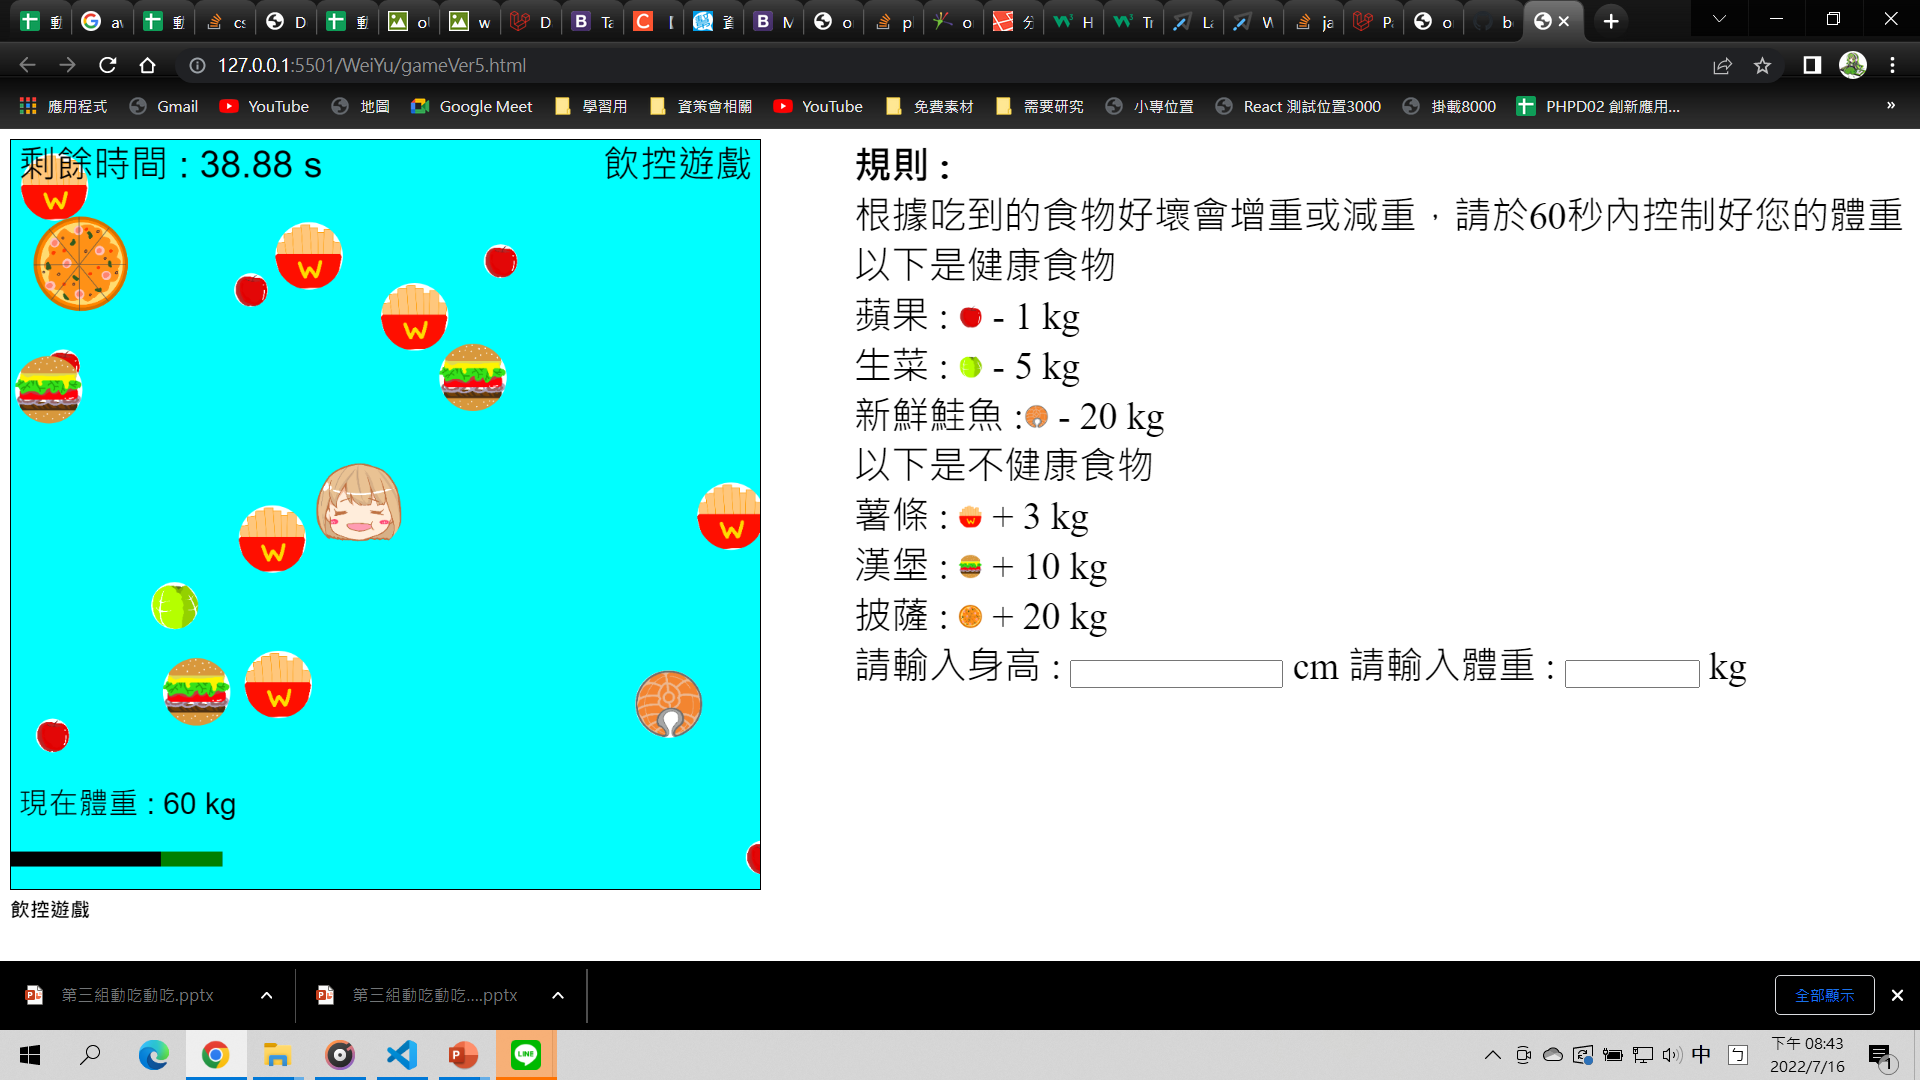 127.0.0.1:5501/WeiYu/gameVer5.html
應用程式 Gmail YouTube 地圖 Google Meet 學習用 資策會相關 YouTube 免費素材 需要研究 小專位置 React 測試位置3000 掛載8000 PHPD02 創新應用...
剩餘時間 : 38.88 s
飲控遊戲
現在體重 : 60 kg
飲控遊戲
規則 :
根據吃到的食物好壞會增重或減重，請於60秒內控制好您的體重
以下是健康食物
蘋果 : - 1 kg
生菜 : - 5 kg
新鮮鮭魚 : - 20 kg
以下是不健康食物
薯條 : + 3 kg
漢堡 : + 10 kg
披薩 : + 20 kg
請輸入身高 : cm 請輸入體重 : kg
第三組動吃動吃.pptx
第三組動吃動吃....pptx
全部顯示
中
ㄅ
下午 08:43
2022/7/16
1